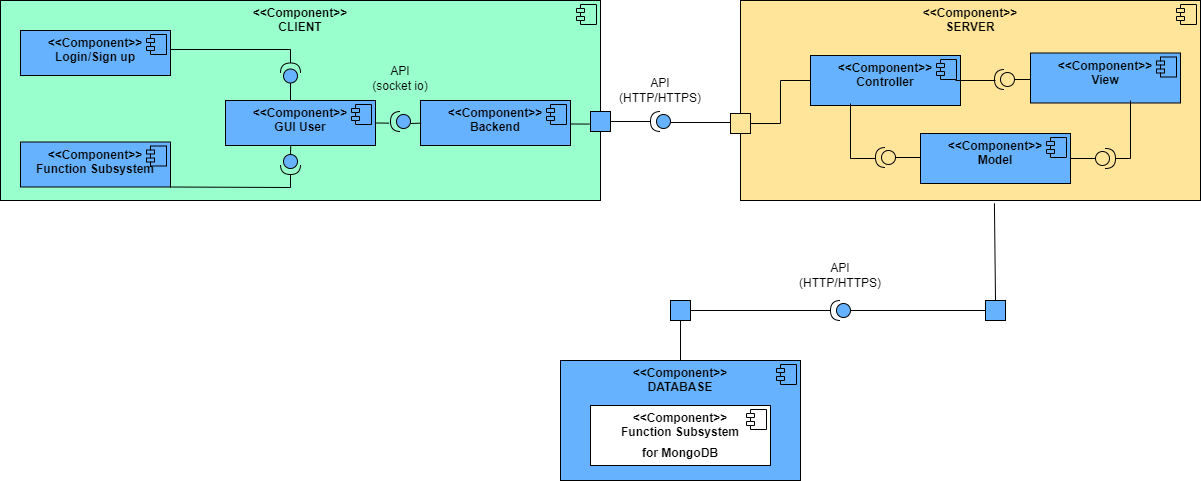 <<Component>>
CLIENT
<<Component>>
Login/Sign up
<<Component>>
GUI User
<<Component>>
Function Subsystem
API
(socket io)
<<Component>>
Backend
API
(HTTP/HTTPS)
<<Component>>
SERVER
<<Component>>
Controller
<<Component>>
View
<<Component>>
Model
API
(HTTP/HTTPS)
<<Component>>
DATABASE
<<Component>>
Function Subsystem
for MongoDB